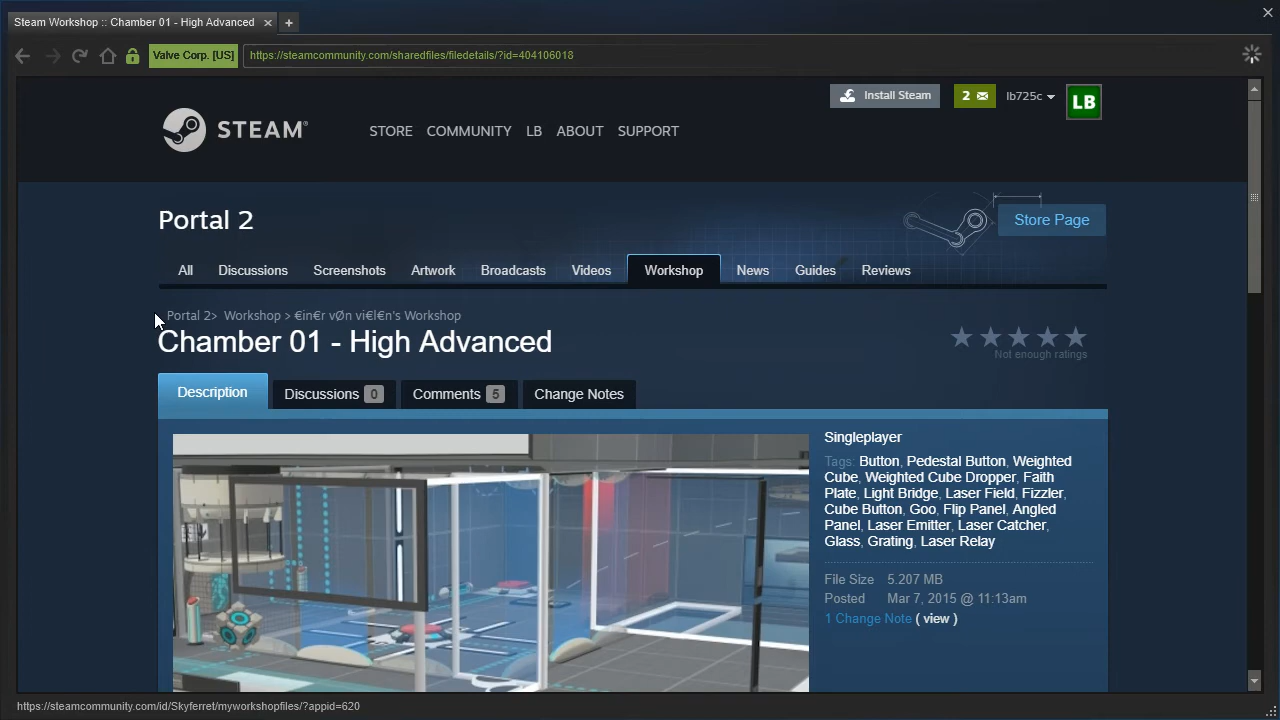 Steam Workshop :: Chamber 01 - High Advanced
Valve Corp. [US]
https://steamcommunity.com/sharedfiles/filedetails/?id=404106018
Install Steam
2
lb725c
LB
STEAM®
STORE COMMUNITY LB ABOUT SUPPORT
Portal 2
Store Page
All Discussions Screenshots Artwork Broadcasts Videos Workshop News Guides Reviews
Portal 2> Workshop > €in€r vØn vi€l€n's Workshop
Chamber 01 - High Advanced
Not enough ratings
Description Discussions 0 Comments 5 Change Notes
Singleplayer
Tags: Button, Pedestal Button, Weighted
Cube, Weighted Cube Dropper, Faith
Plate, Light Bridge, Laser Field, Fizzler,
Cube Button, Goo, Flip Panel, Angled
Panel, Laser Emitter, Laser Catcher,
Glass, Grating, Laser Relay
File Size 5.207 MB
Posted Mar 7, 2015 @ 11:13am
1 Change Note ( view )
https://steamcommunity.com/id/Skyferret/myworkshopfiles/?appid=620